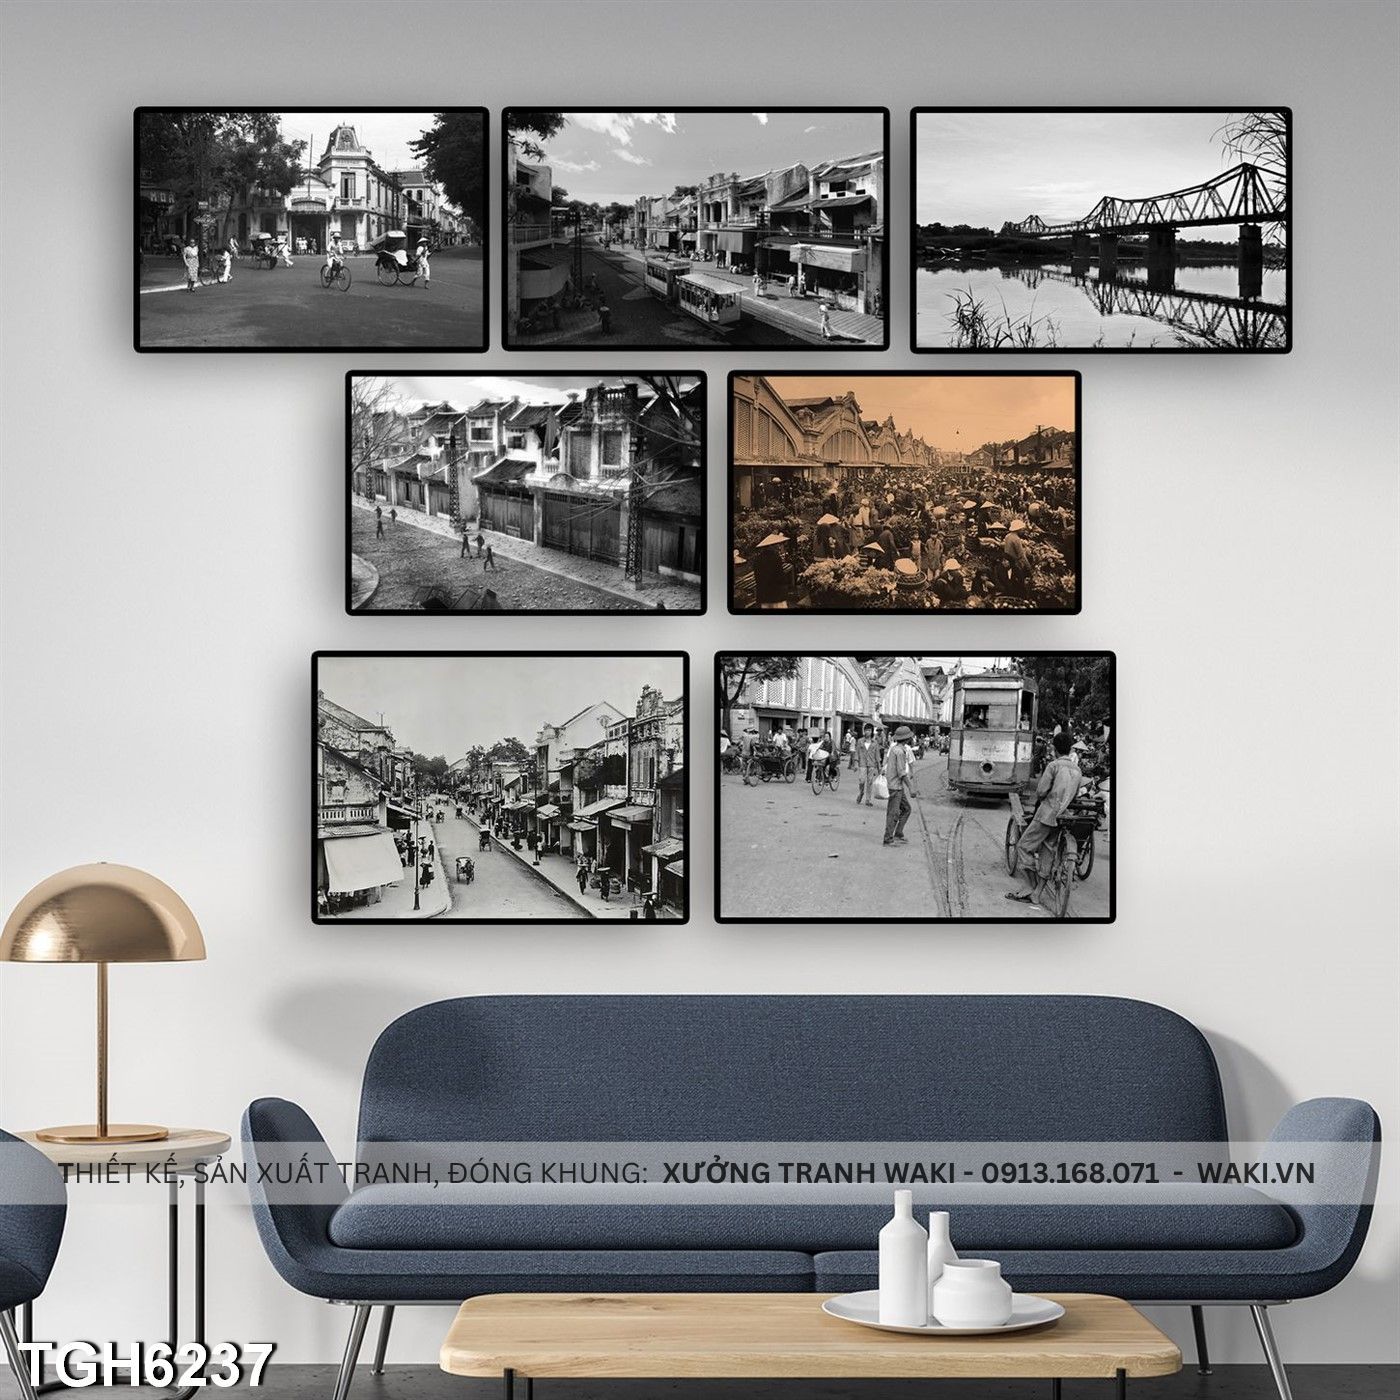 THIẾT KẾ, SẢN XUẤT TRANH, ĐÓNG KHUNG: XƯỞNG TRANH WAKI - 0913.168.071 - WAKI.VN
TGH6237